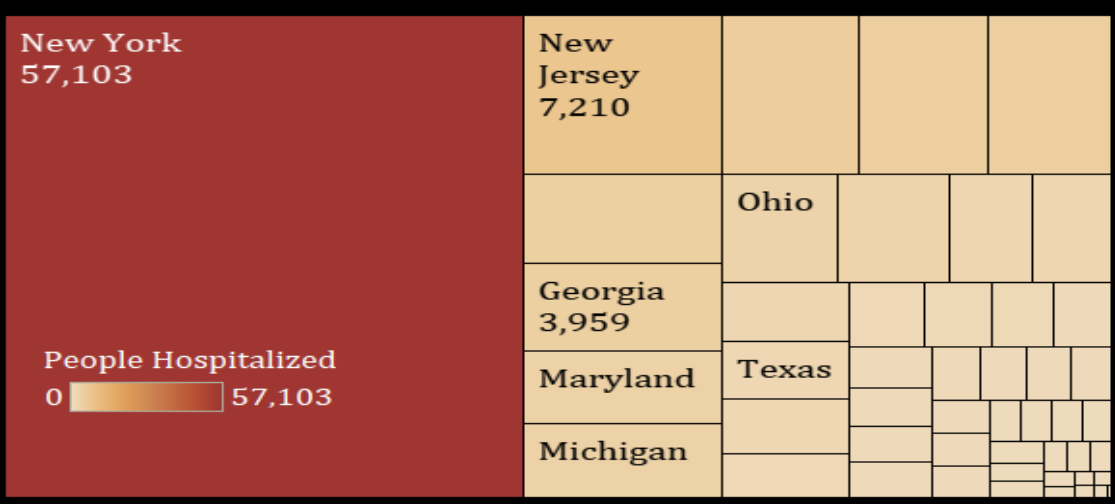 New York
57,103
New
Jersey
7,210
Ohio
Georgia
3,959
Texas
Maryland
Michigan
People Hospitalized
0 57,103